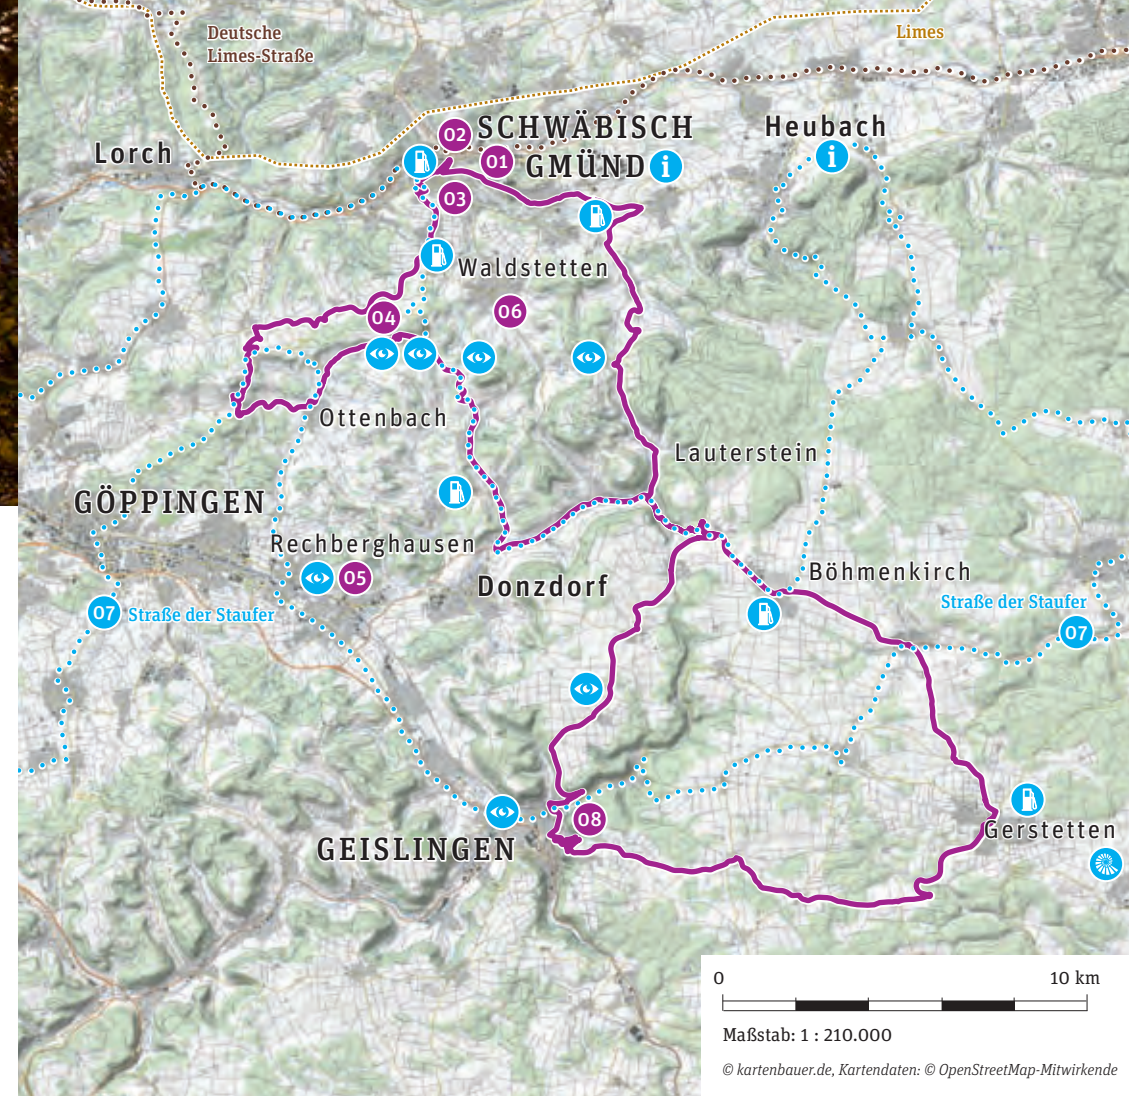 Deutsche
Limes-Straße
Limes
02
SCHWÄBISCH
GMÜND
i
01
Heubach
i
Lorch
03
Waldstetten
04
06
Ottenbach
Lauterstein
GÖPPINGEN
Rechberghausen
05
Donzdorf
Böhmenkirch
07
Straße der Staufer
Straße der Staufer
07
08
GEISLINGEN
Gerstetten
0
10 km
Maßstab: 1 : 210.000
© kartenbauer.de, Kartendaten: © OpenStreetMap-Mitwirkende